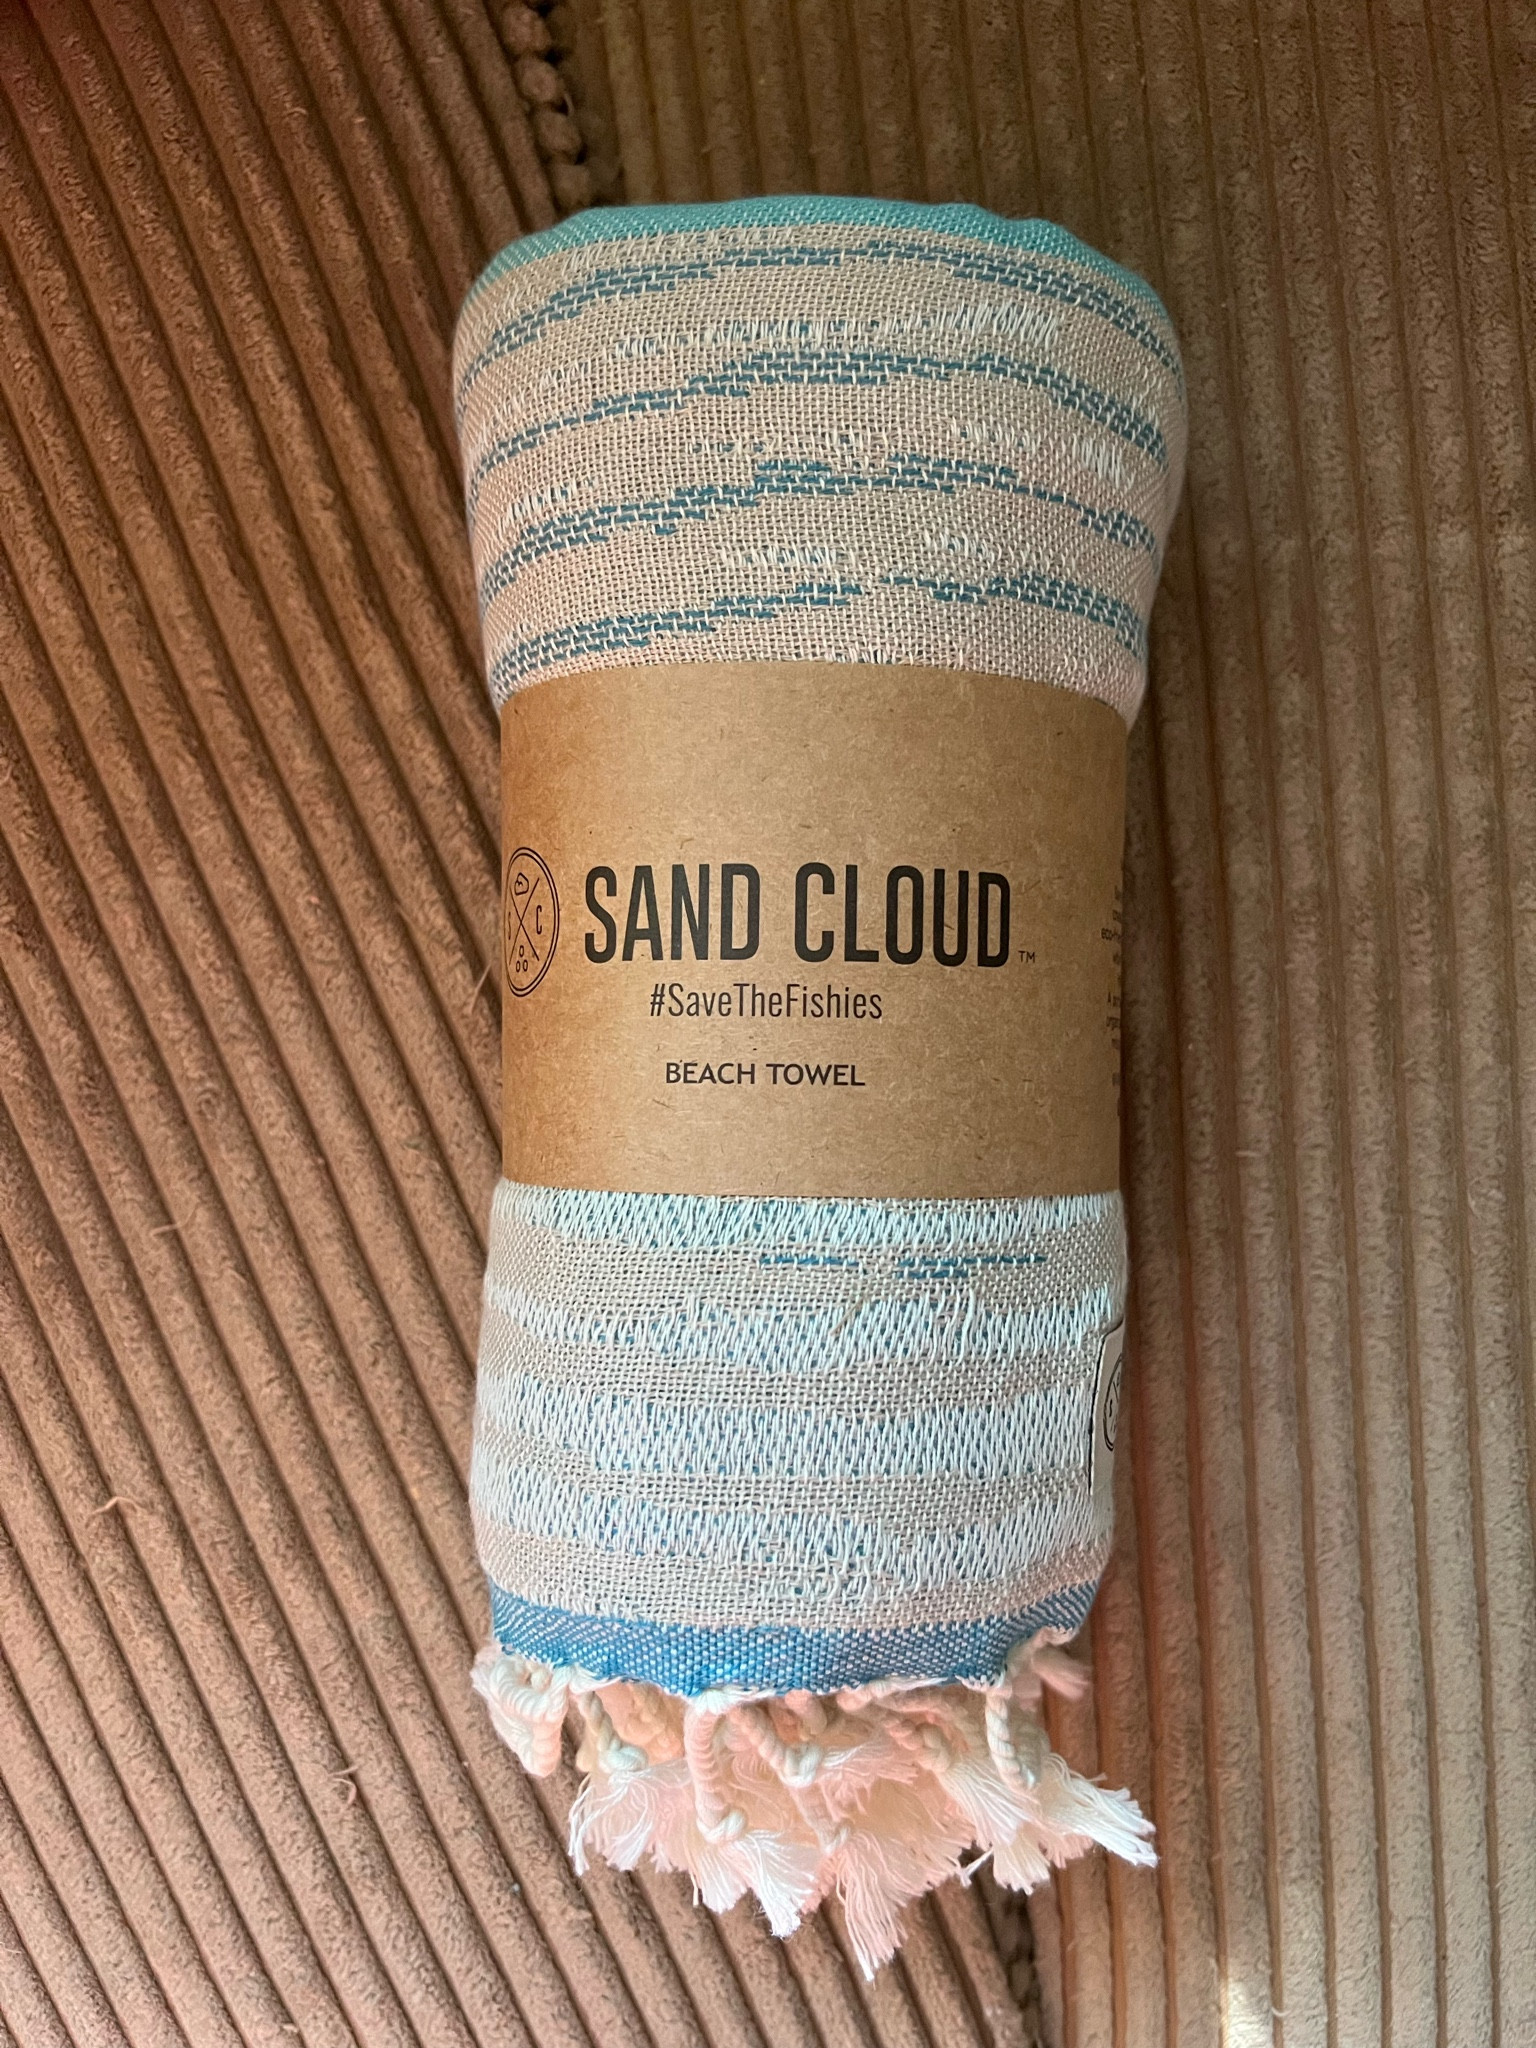 S C
SAND CLOUD™
#SaveTheFishies
BEACH TOWEL